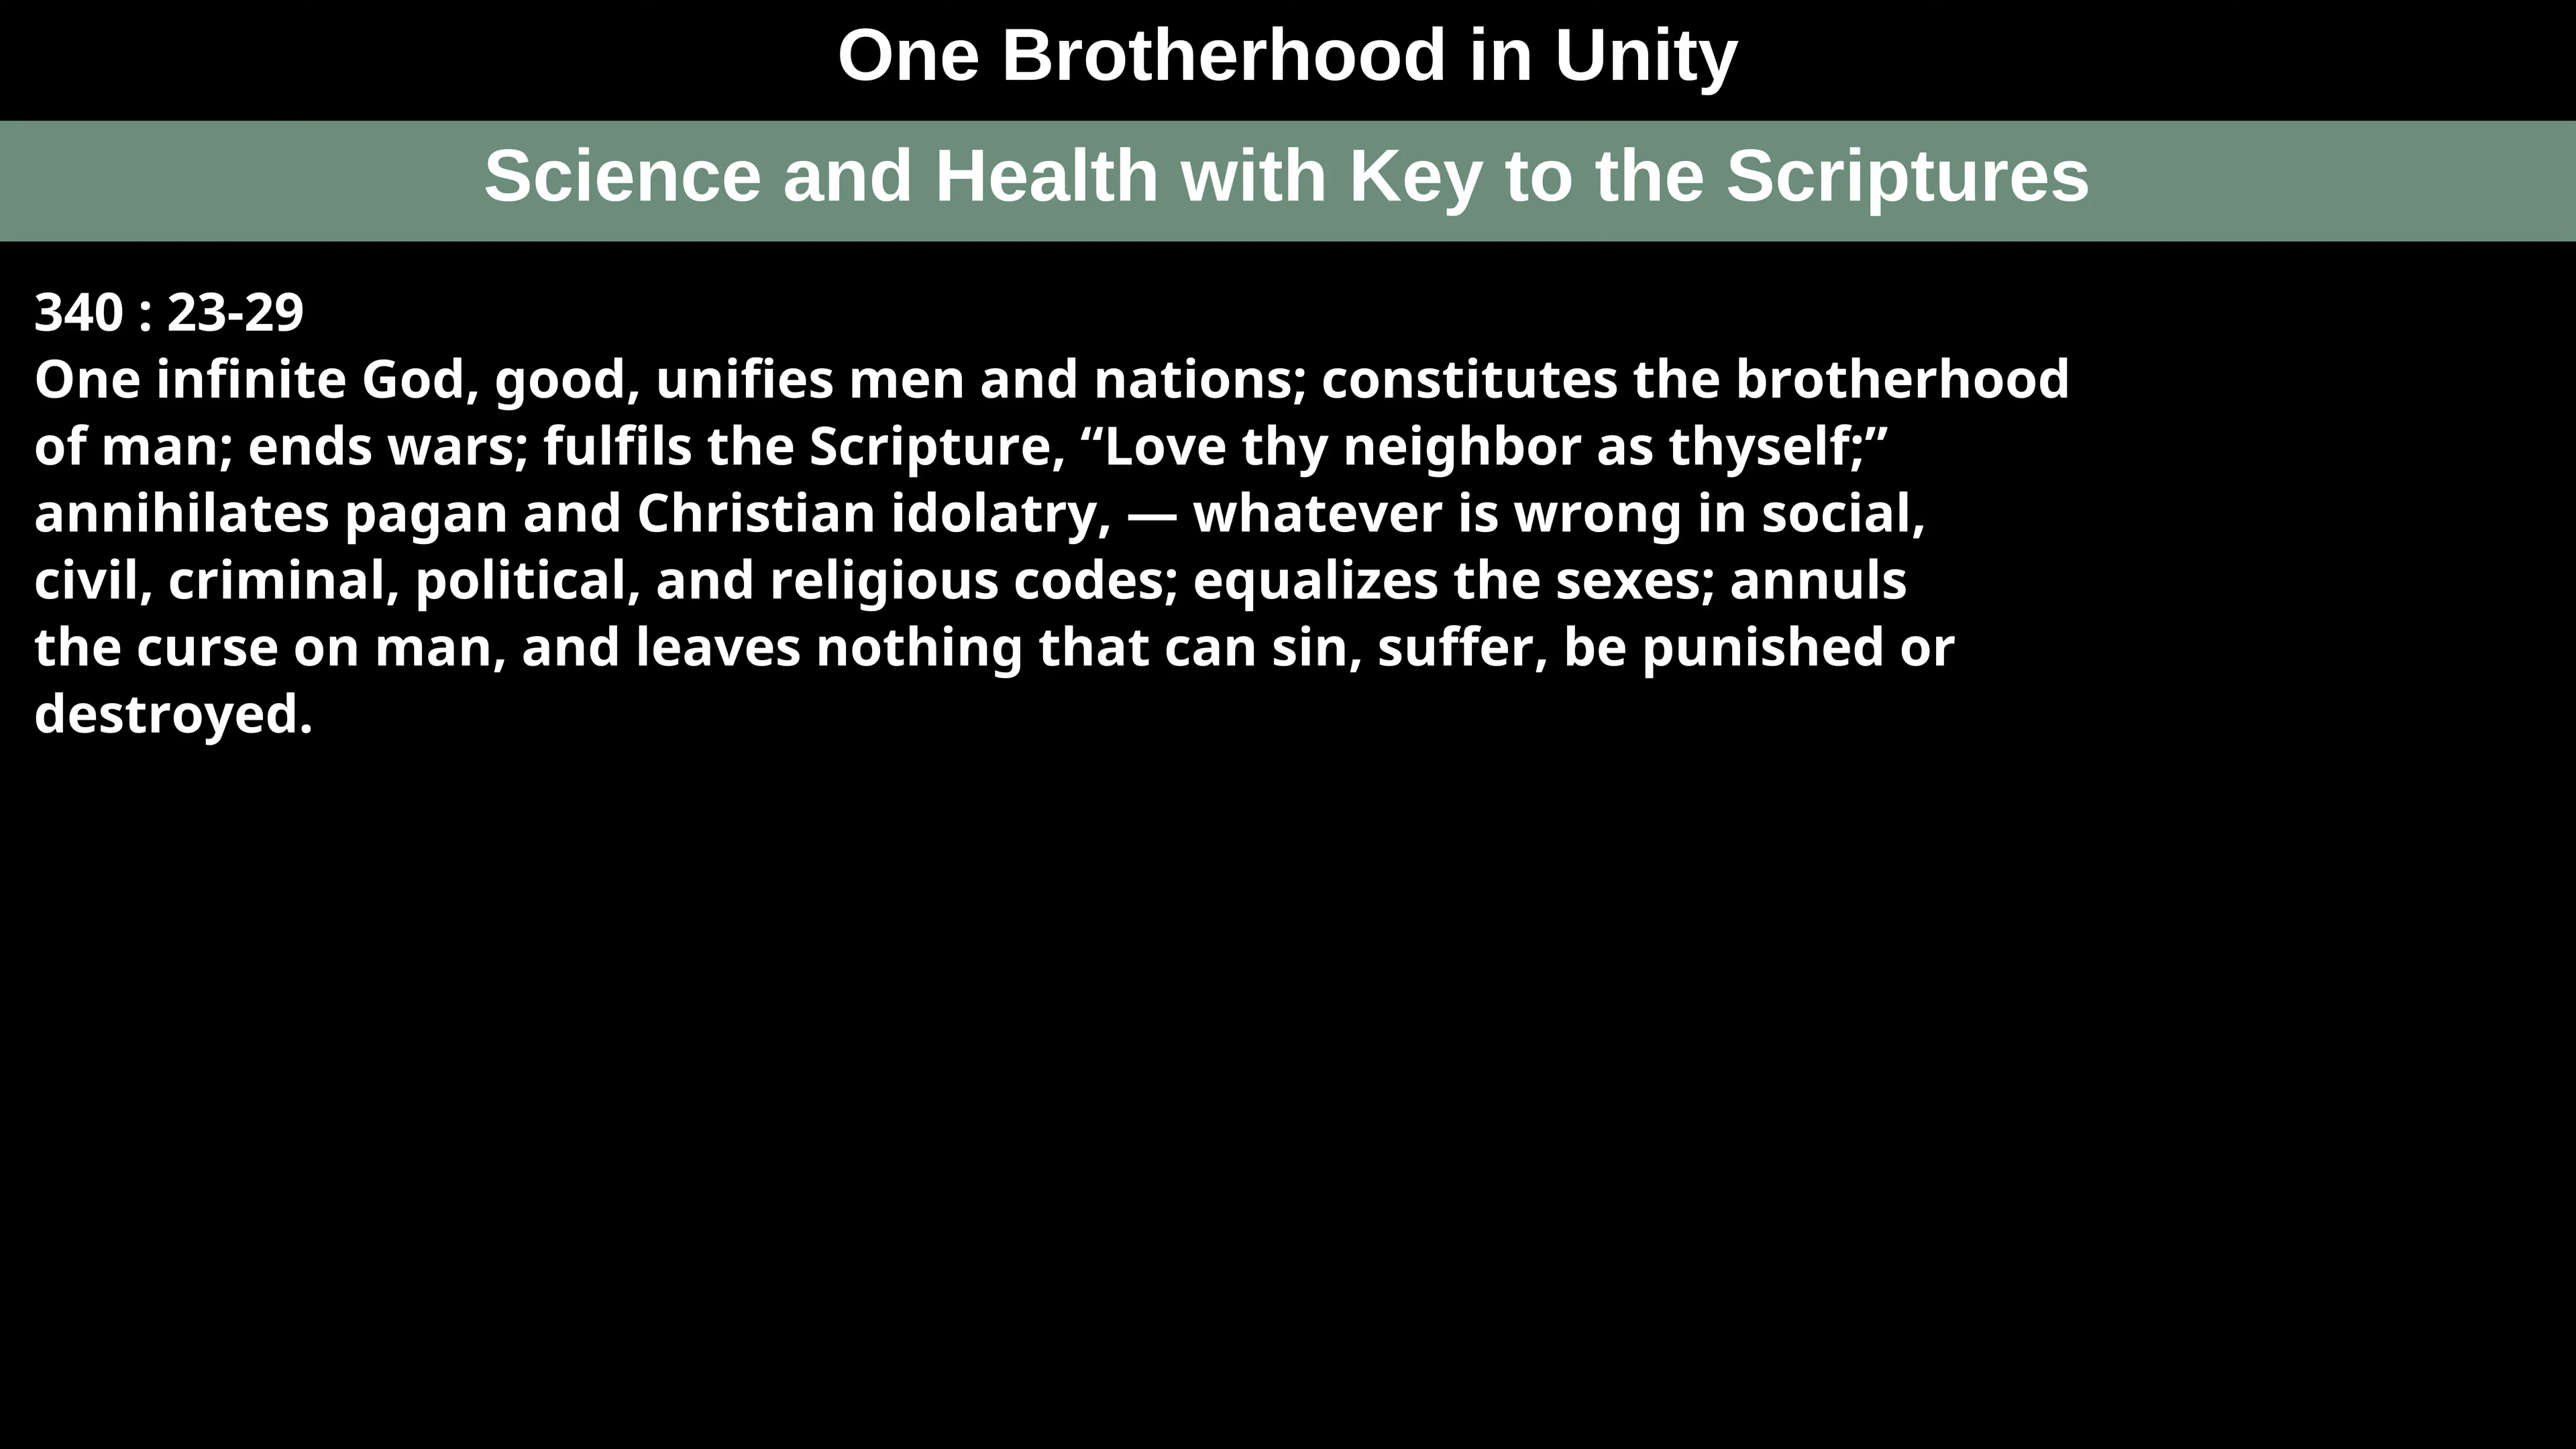 One Brotherhood in Unity
Science and Health with Key to the Scriptures
340 : 23-29
One infinite God, good, unifies men and nations; constitutes the brotherhood
of man; ends wars; fulfils the Scripture, “Love thy neighbor as thyself;”
annihilates pagan and Christian idolatry, — whatever is wrong in social,
civil, criminal, political, and religious codes; equalizes the sexes; annuls
the curse on man, and leaves nothing that can sin, suffer, be punished or
destroyed.